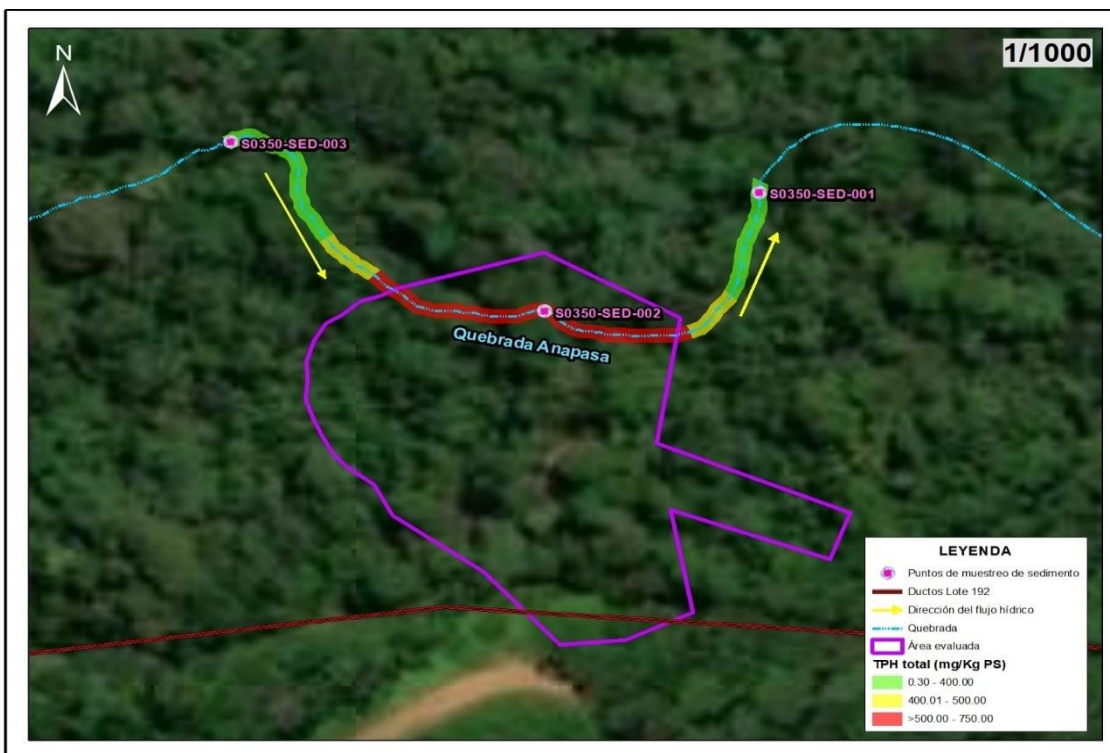 1/1000
N
S0350-SED-003
S0350-SED-001
S0350-SED-002
Quebrada Anapasa
LEYENDA
Puntos de muestreo de sedimento
Ductos Lote 192
Dirección del flujo hídrico
Quebrada
Área evaluada
TPH total (mg/Kg PS)
0.30 - 400.00
400.01 - 500.00
>500.00 - 750.00